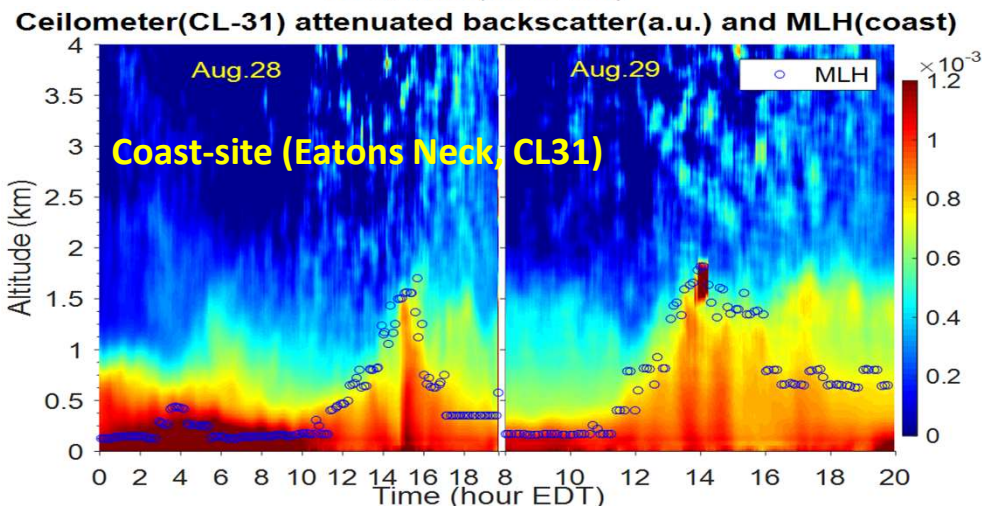 Ceilometer(CL-31) attenuated backscatter(a.u.) and MLH(coast)
Aug.28
Aug.29
MLH
×10⁻³
Coast-site (Eatons Neck, CL31)
4
3.5
3
2.5
2
1.5
1
0.5
0
Altitude (km)
0 2 4 6 8 10 12 14 16 18 8 10 12 14 16 18 20
Time (hour EDT)
1.2
1
0.8
0.6
0.4
0.2
0